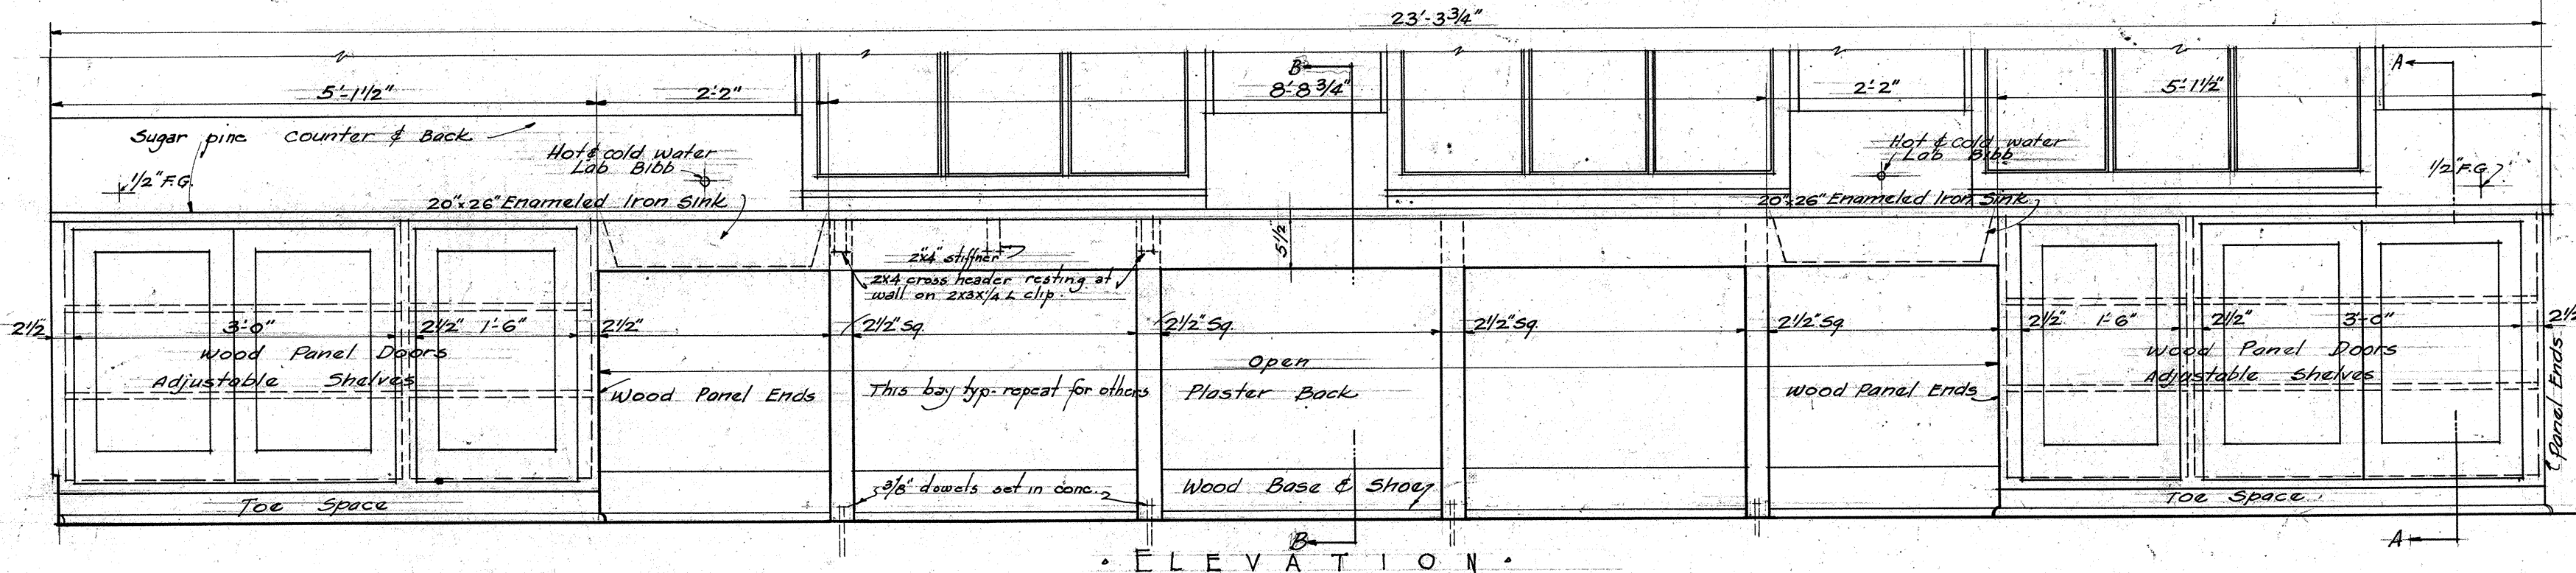 23'-3 3/4"
5'-1 1/2"
2'-2"
B
8'-8 3/4"
2'-2"
5'-1 1/2"
A
Sugar pine Counter & Back
Hot & cold water
Lab Bibb
Hot & cold water
Lab Bibb
1/2" F.G.
1/2" F.G.
20"x26" Enameled Iron Sink
20"x26" Enameled Iron Sink
5 1/2
2"x4" stiffner
2x4 cross header resting at
wall on 2x3x1/4 L clip.
2 1/2"
3'-0"
2 1/2"
1'-6"
2 1/2"
2 1/2" Sq.
2 1/2" Sq.
2 1/2" Sq.
2 1/2" Sq.
2 1/2"
1'-6"
2 1/2"
3'-0"
2 1/2
Wood Panel Doors
Adjustable Shelves
Wood Panel Ends
This bay typ- repeat for others
Open
Plaster Back
Wood Panel Ends
Wood Panel Doors
Adjustable Shelves
Panel Ends
3/8" dowels set in conc.
Wood Base & Shoe
Toe Space
Toe Space
B
A
· ELEVATION ·